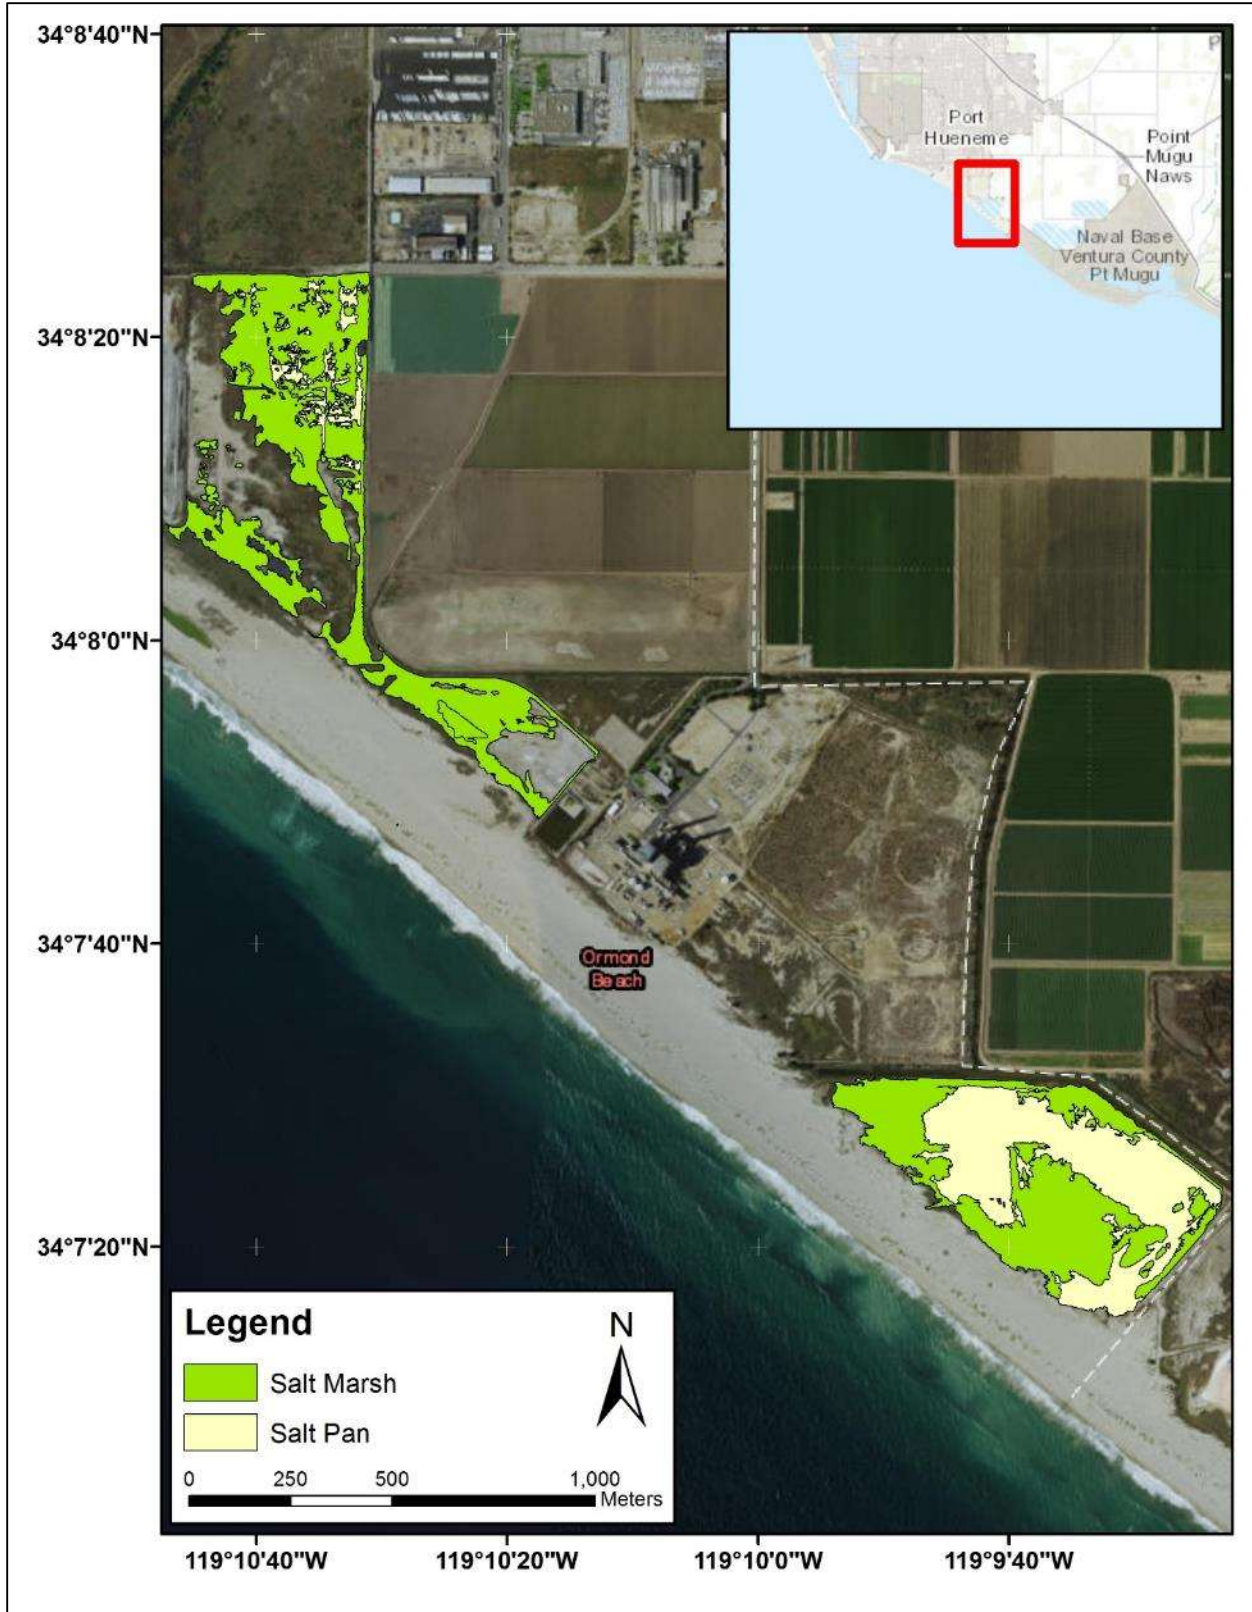 34°8'40"N
Port
Hueneme
P
Point
Mugu
Naws
Naval Base
Ventura County
Pt Mugu
34°8'20"N
34°8'0"N
34°7'40"N
Ormond
Beach
34°7'20"N
Legend
N
Salt Marsh
Salt Pan
0 250 500 1,000
Meters
119°10'40"W 119°10'20"W 119°10'0"W 119°9'40"W